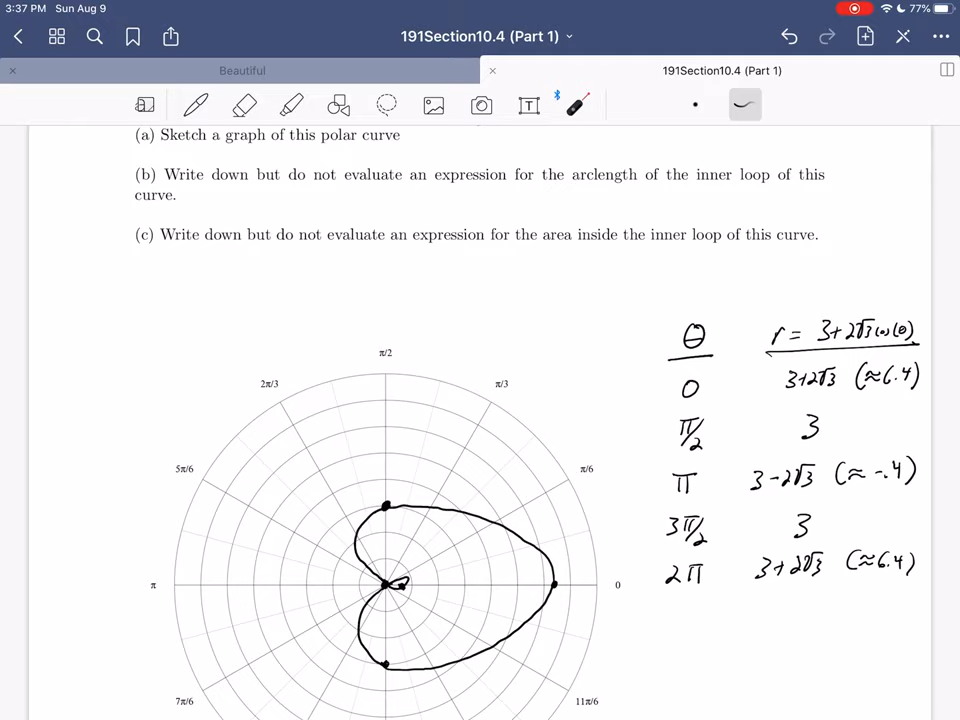 3:37 PM Sun Aug 9 77%
191Section10.4 (Part 1)
Beautiful 191Section10.4 (Part 1)
T
(a) Sketch a graph of this polar curve
(b) Write down but do not evaluate an expression for the arclength of the inner loop of this
curve.
(c) Write down but do not evaluate an expression for the area inside the inner loop of this curve.
θ r = 3+2√3 cos(θ)
0 3+2√3 (≈6.4)
π/2 3
π 3-2√3 (≈ -.4)
3π/2 3
2π 3+2√3 (≈6.4)
π/2
2π/3 π/3
5π/6 π/6
π 0
7π/6 11π/6